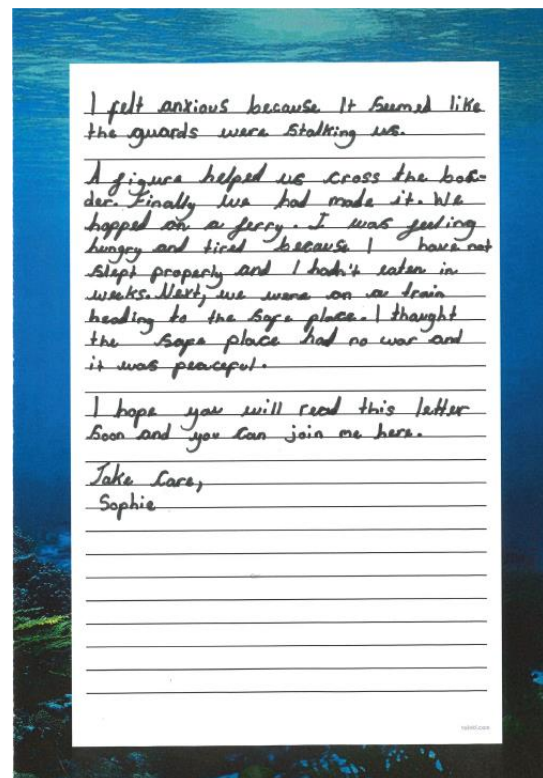 I felt anxious because It seemed like
the guards were stalking us.
A figure helped us cross the bor-
der. Finally we had made it. We
hopped on a ferry. I was feeling
hungry and tired because I have not
slept properly and I hadn't eaten in
weeks. Next, we were on a train
heading to the safe place. I thought
the safe place had no war and
it was peaceful.
I hope you will read this letter
soon and you can join me here.
Take Care,
Sophie